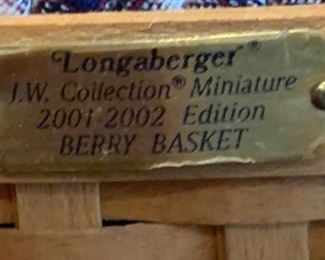 Longaberger®
J.W. Collection® Miniature
2001-2002 Edition
BERRY BASKET